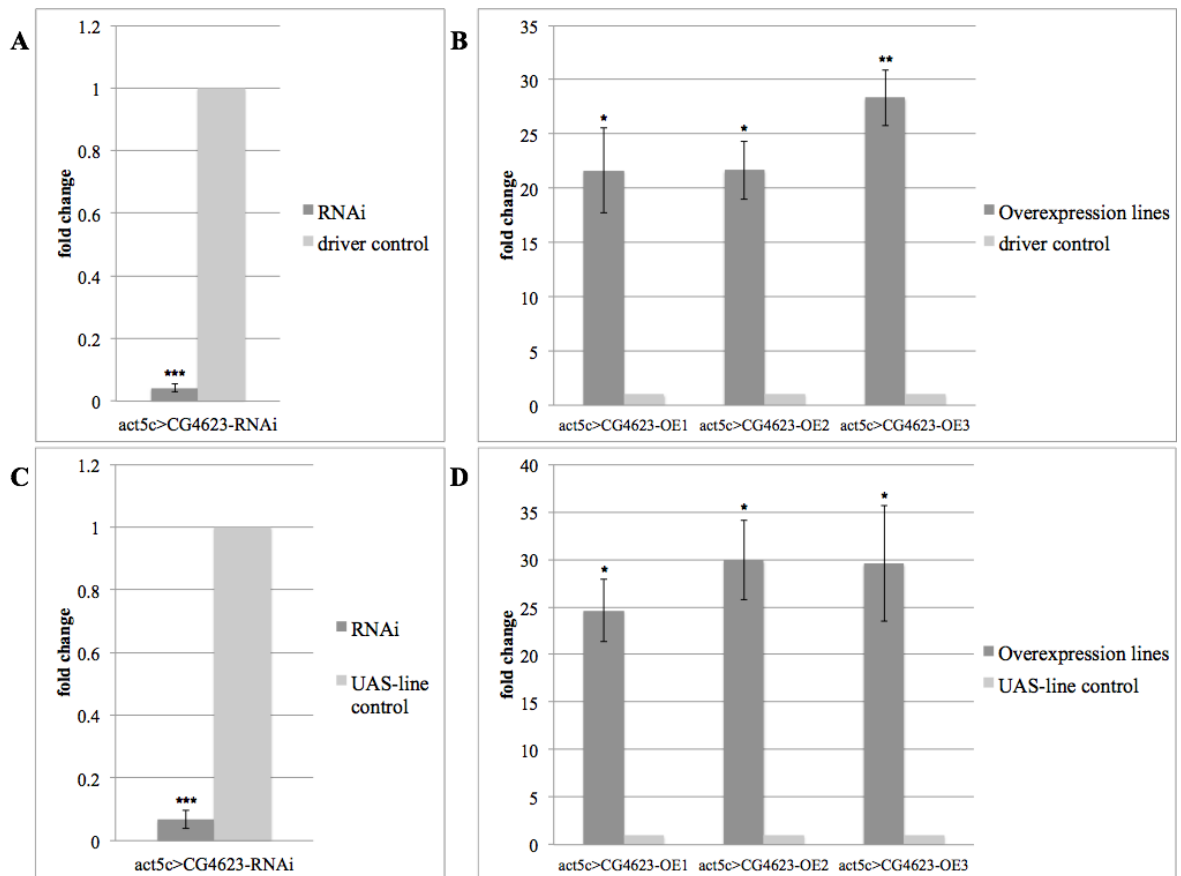 A
1.2
1
0.8
0.6
0.4
0.2
0
fold change
***
act5c>CG4623-RNAi
RNAi
driver control
B
35
30
25
20
15
10
5
0
fold change
*
*
**
act5c>CG4623-OE1
act5c>CG4623-OE2
act5c>CG4623-OE3
Overexpression lines
driver control
C
1.2
1
0.8
0.6
0.4
0.2
0
fold change
***
act5c>CG4623-RNAi
RNAi
UAS-line
control
D
40
35
30
25
20
15
10
5
0
fold change
*
*
*
act5c>CG4623-OE1
act5c>CG4623-OE2
act5c>CG4623-OE3
Overexpression lines
UAS-line control